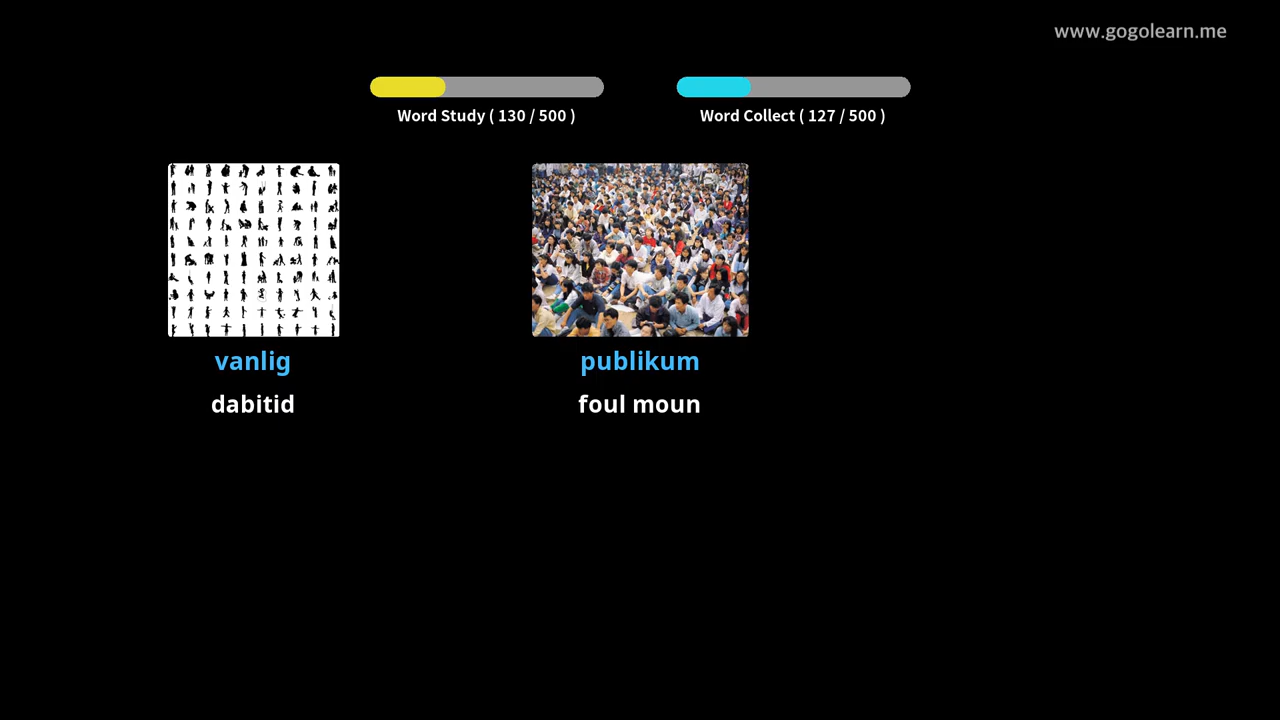 www.gogolearn.me
Word Study ( 130 / 500 )
Word Collect ( 127 / 500 )
vanlig
publikum
dabitid
foul moun